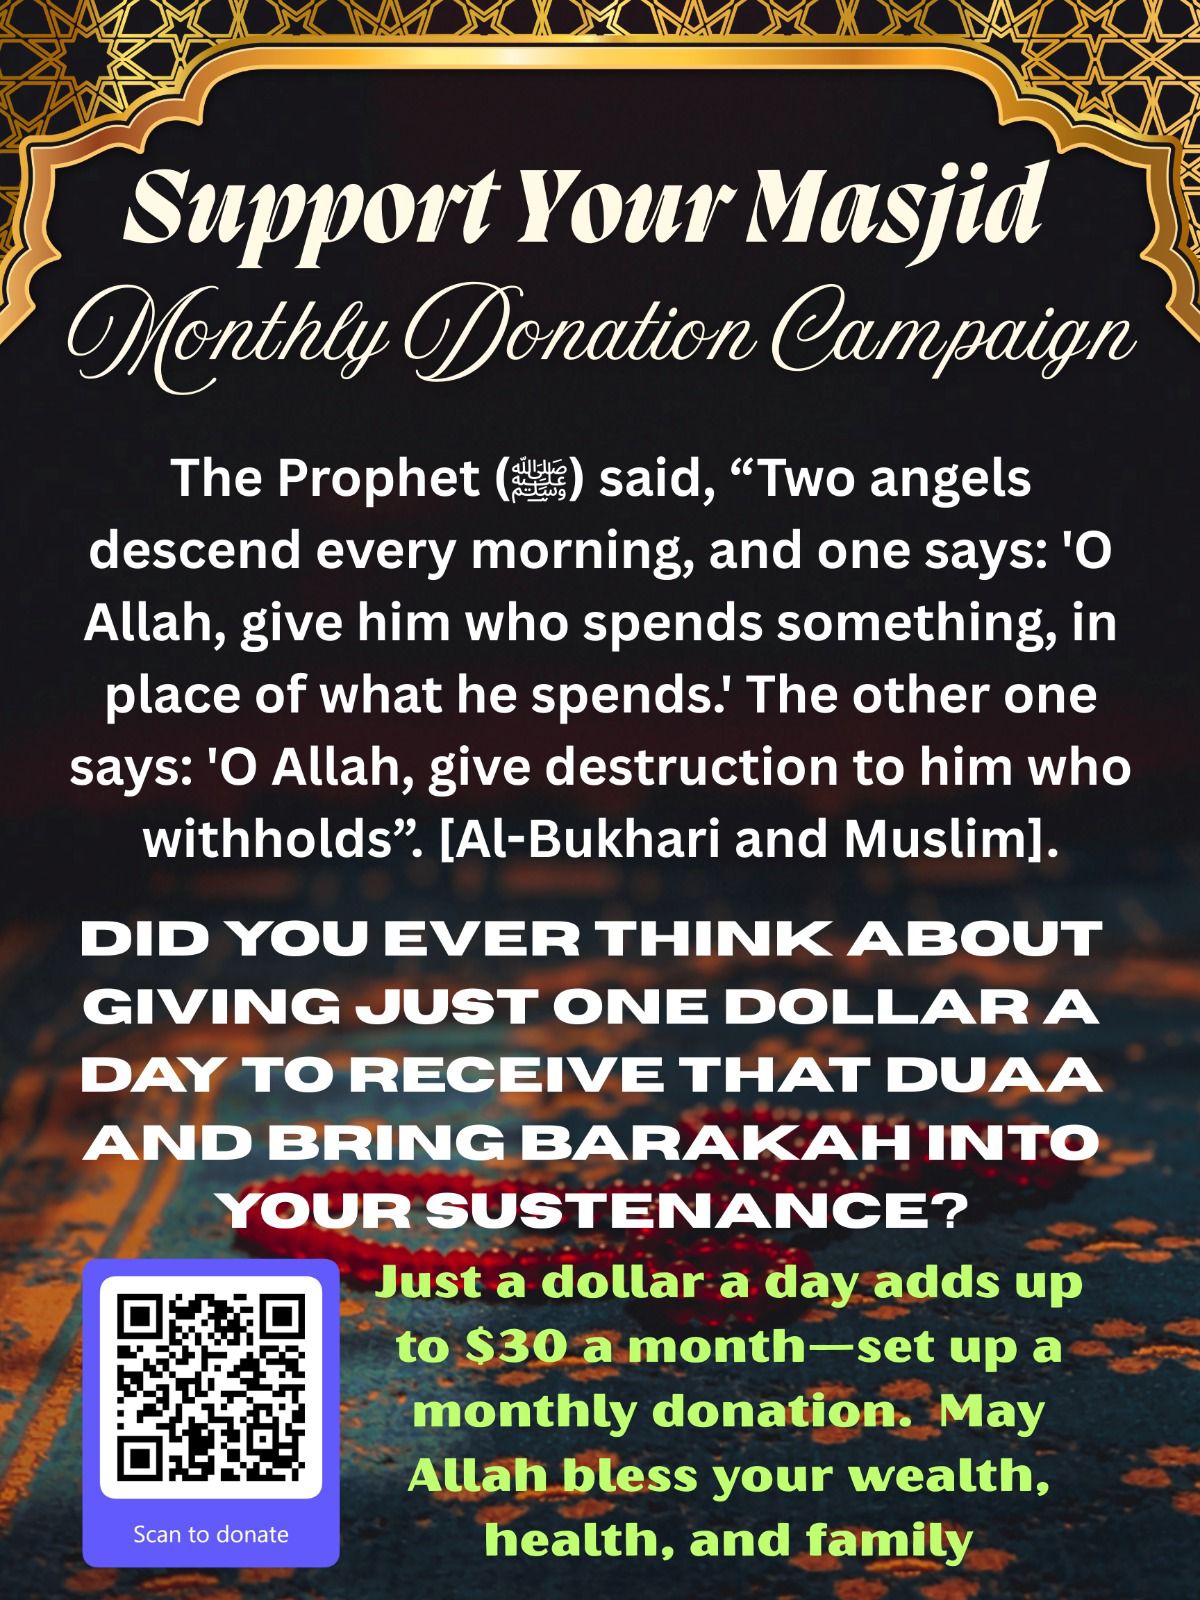 Support Your Masjid
Monthly Donation Campaign
The Prophet (ﷺ) said, “Two angels
descend every morning, and one says: 'O
Allah, give him who spends something, in
place of what he spends.' The other one
says: 'O Allah, give destruction to him who
withholds”. [Al-Bukhari and Muslim].
DID YOU EVER THINK ABOUT
GIVING JUST ONE DOLLAR A
DAY TO RECEIVE THAT DUAA
AND BRING BARAKAH INTO
YOUR SUSTENANCE?
Just a dollar a day adds up
to $30 a month—set up a
monthly donation. May
Allah bless your wealth,
health, and family
Scan to donate